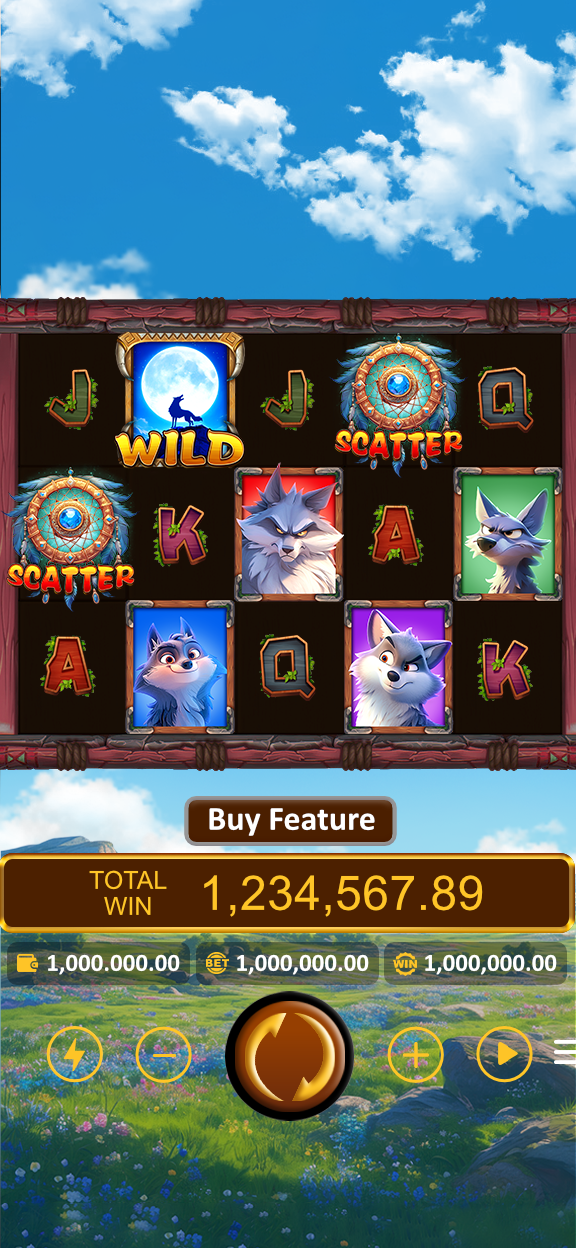 J WILD J SCATTER Q
SCATTER K A
A Q K
Buy Feature
TOTAL
WIN
1,234,567.89
1,000.000.00 BET 1,000,000.00 WIN 1,000,000.00